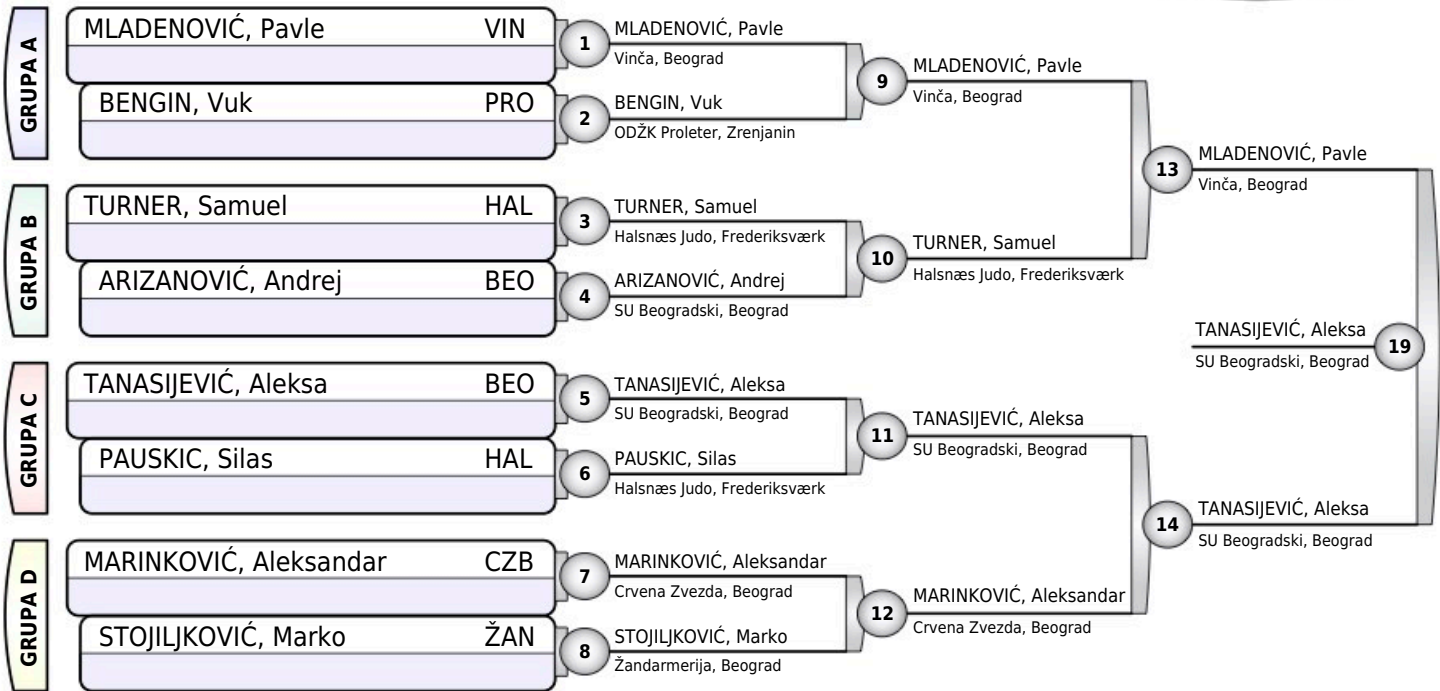 GRUPA A
MLADENOVIĆ, Pavle VIN
BENGIN, Vuk PRO
GRUPA B
TURNER, Samuel HAL
ARIZANOVIĆ, Andrej BEO
GRUPA C
TANASIJEVIĆ, Aleksa BEO
PAUSKIC, Silas HAL
GRUPA D
MARINKOVIĆ, Aleksandar CZB
STOJILJKOVIĆ, Marko ŽAN
1
MLADENOVIĆ, Pavle
Vinča, Beograd
2
BENGIN, Vuk
ODŽK Proleter, Zrenjanin
3
TURNER, Samuel
Halsnæs Judo, Frederiksværk
4
ARIZANOVIĆ, Andrej
SU Beogradski, Beograd
5
TANASIJEVIĆ, Aleksa
SU Beogradski, Beograd
6
PAUSKIC, Silas
Halsnæs Judo, Frederiksværk
7
MARINKOVIĆ, Aleksandar
Crvena Zvezda, Beograd
8
STOJILJKOVIĆ, Marko
Žandarmerija, Beograd
9
MLADENOVIĆ, Pavle
Vinča, Beograd
10
TURNER, Samuel
Halsnæs Judo, Frederiksværk
11
TANASIJEVIĆ, Aleksa
SU Beogradski, Beograd
12
MARINKOVIĆ, Aleksandar
Crvena Zvezda, Beograd
13
MLADENOVIĆ, Pavle
Vinča, Beograd
14
TANASIJEVIĆ, Aleksa
SU Beogradski, Beograd
TANASIJEVIĆ, Aleksa
SU Beogradski, Beograd
19